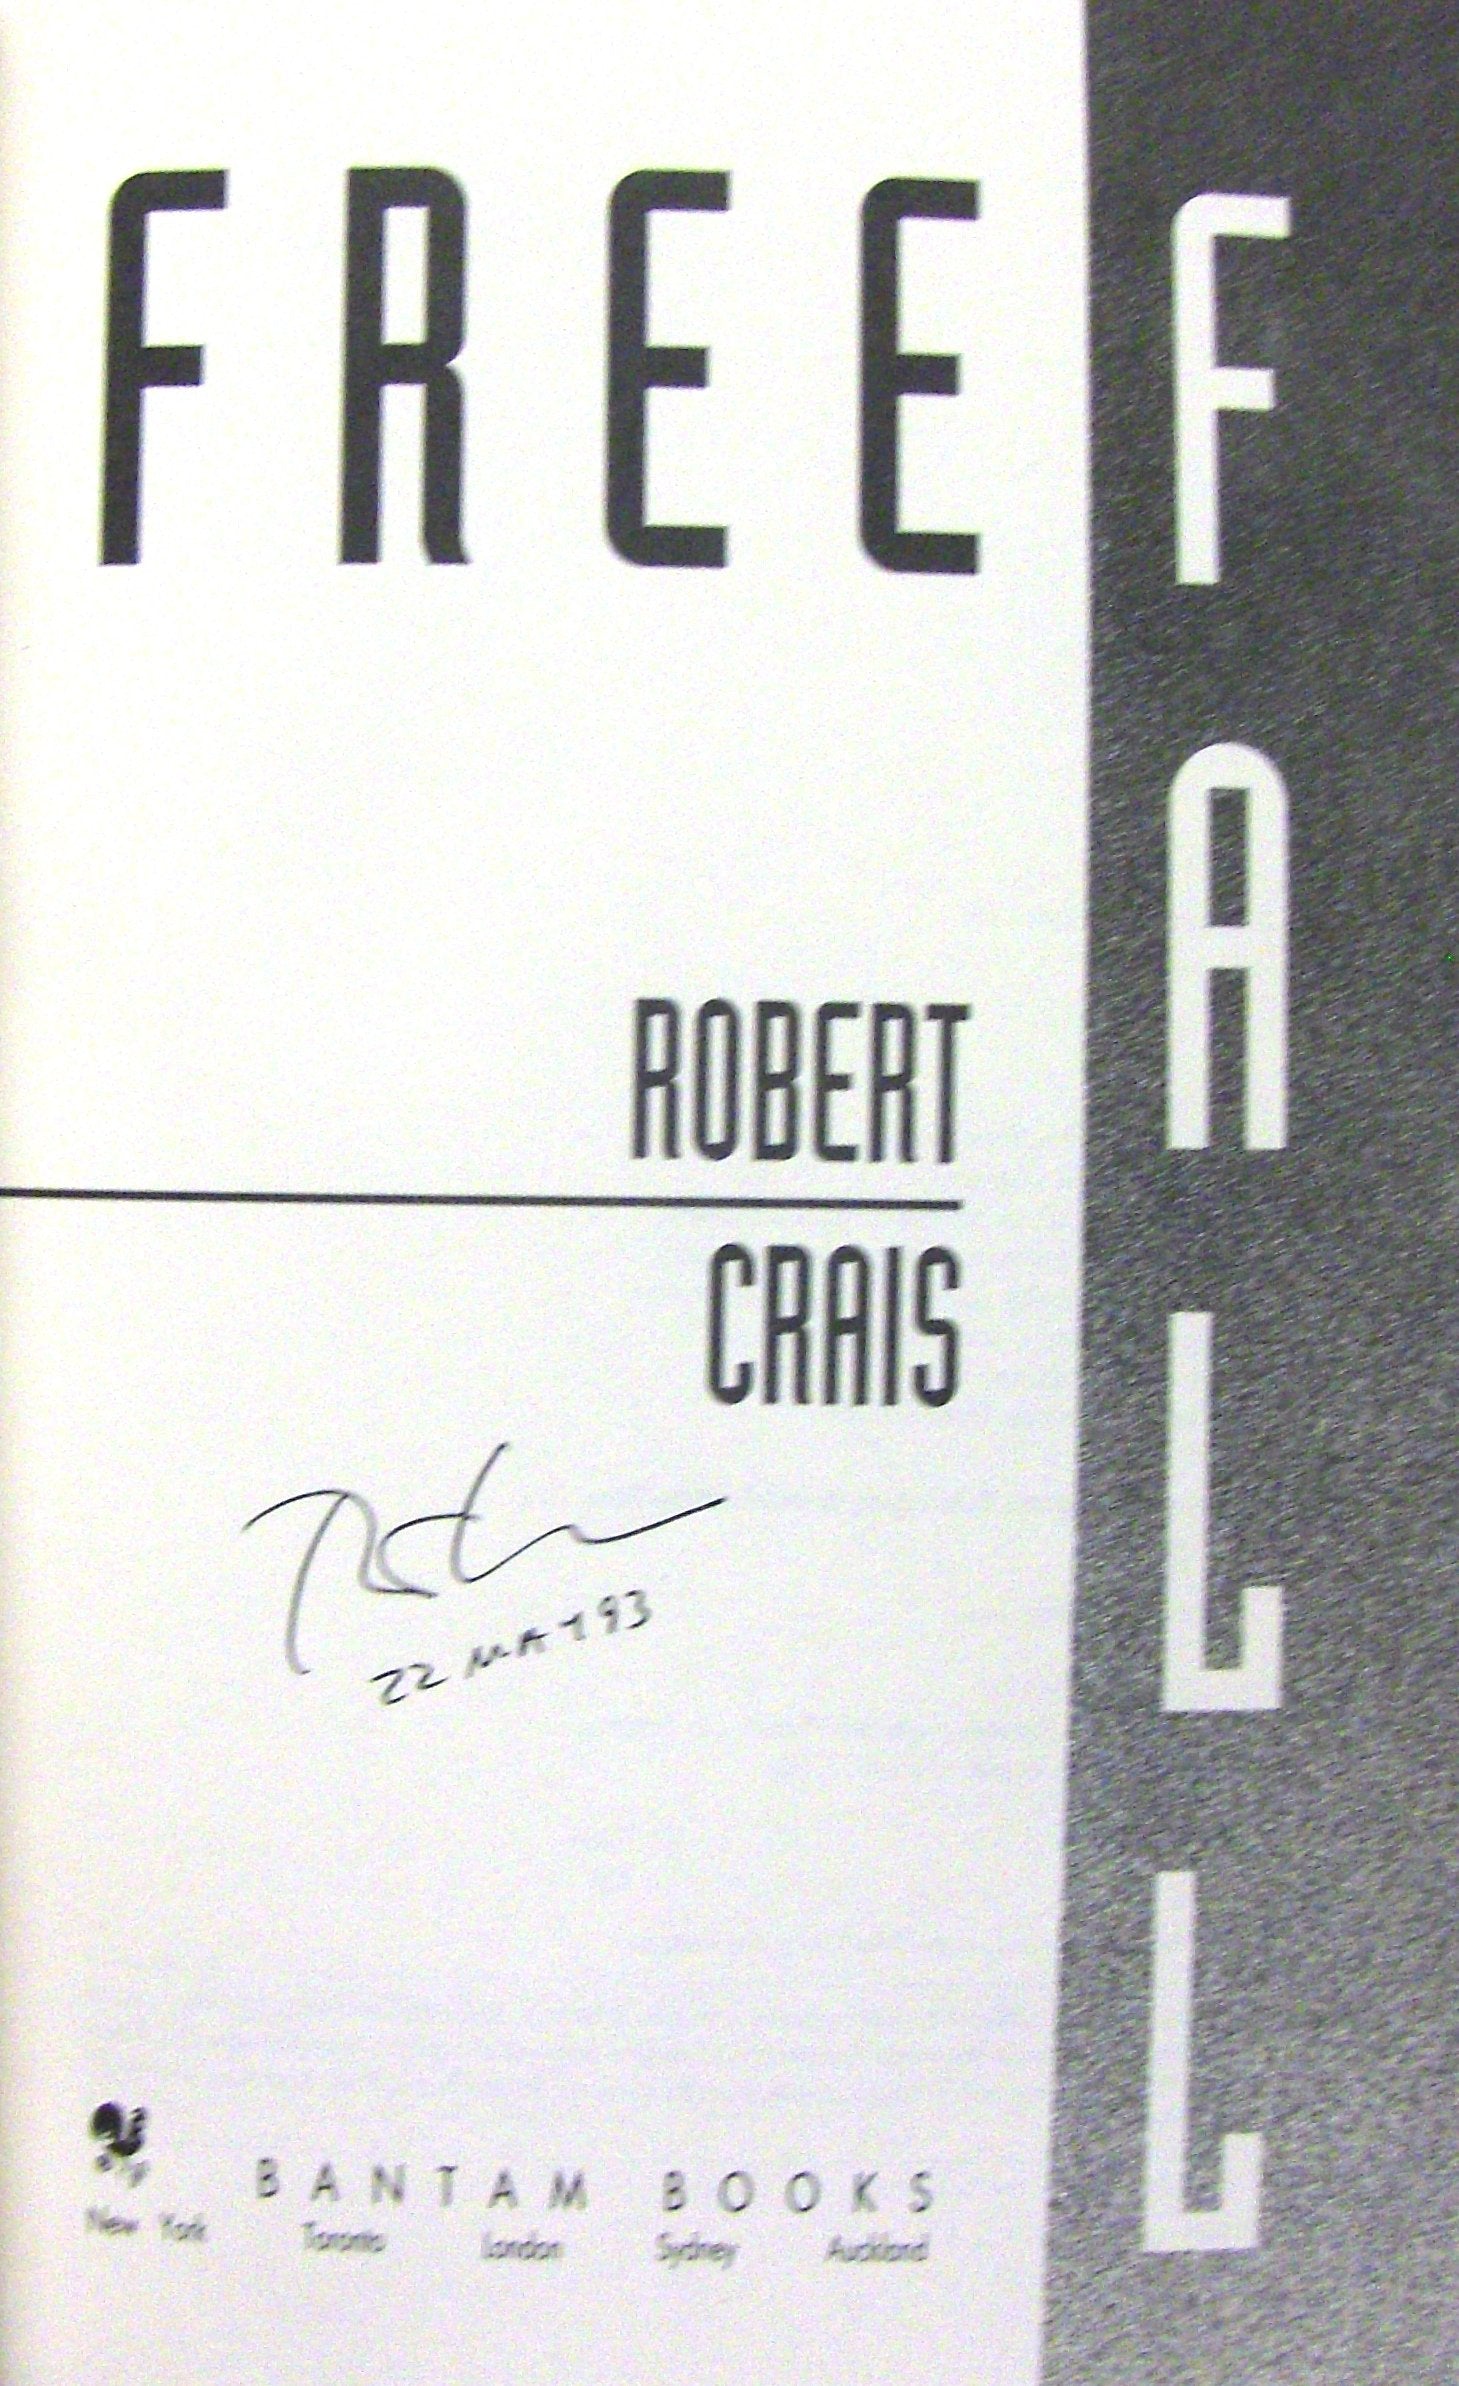 FREE FALL
ROBERT
CRAIS
22 MAY 93
BANTAM BOOKS
New York Toronto London Sydney Auckland